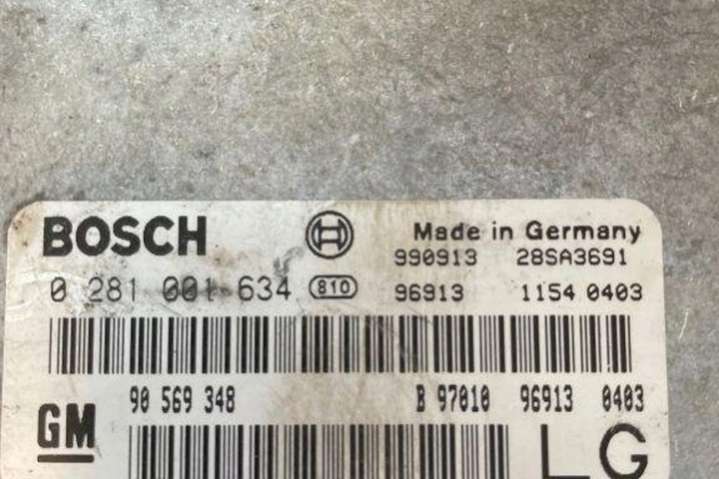 BOSCH Made in Germany
990913 28SA3691
0 281 001 634 810 96913 1154 0403
90 569 348 B 97010 96913 0403
GM LG